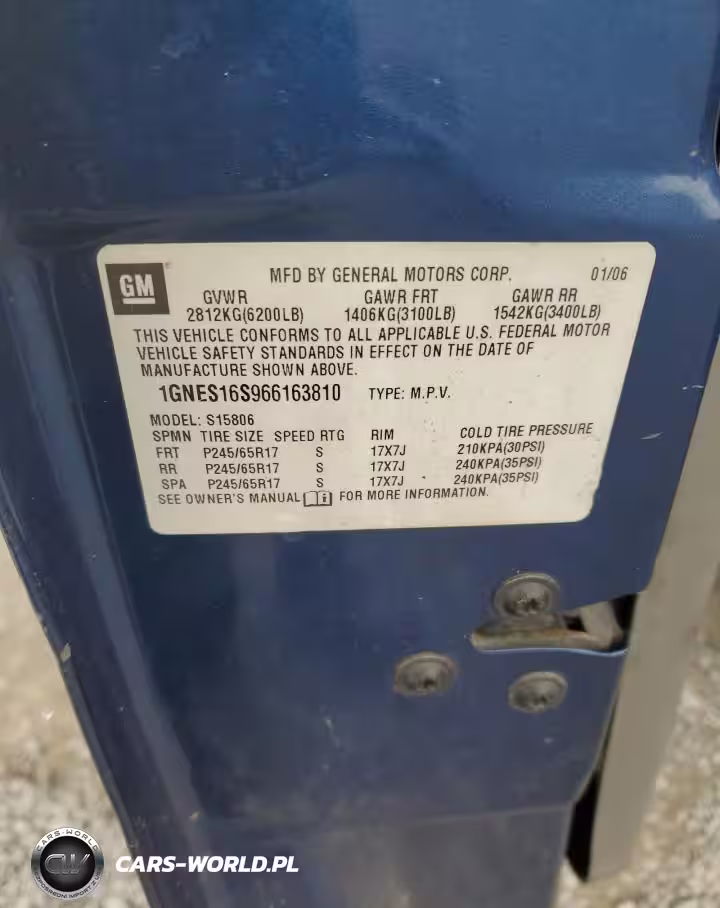 GM
MFD BY GENERAL MOTORS CORP. 01/06
GVWR GAWR FRT GAWR RR
2812KG(6200LB) 1406KG(3100LB) 1542KG(3400LB)
THIS VEHICLE CONFORMS TO ALL APPLICABLE U.S. FEDERAL MOTOR
VEHICLE SAFETY STANDARDS IN EFFECT ON THE DATE OF
MANUFACTURE SHOWN ABOVE.
1GNES16S966163810 TYPE: M.P.V.
MODEL: S15806
SPMN TIRE SIZE SPEED RTG RIM COLD TIRE PRESSURE
FRT P245/65R17 S 17X7J 210KPA(30PSI)
RR P245/65R17 S 17X7J 240KPA(35PSI)
SPA P245/65R17 S 17X7J 240KPA(35PSI)
SEE OWNER'S MANUAL i FOR MORE INFORMATION.
CARS-WORLD
CW
CARS-WORLD.PL